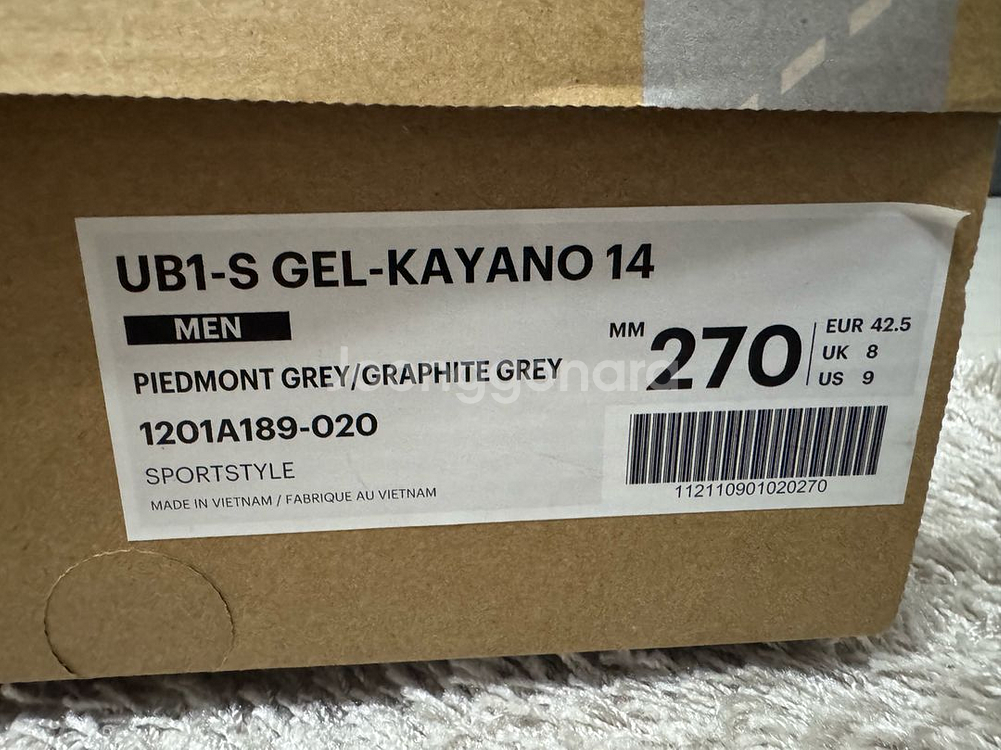 UB1-S GEL-KAYANO 14
MEN
PIEDMONT GREY/GRAPHITE GREY
1201A189-020
SPORTSTYLE
MADE IN VIETNAM / FABRIQUE AU VIETNAM
MM 270
EUR 42.5
UK 8
US 9
112110901020270
Joonggonara